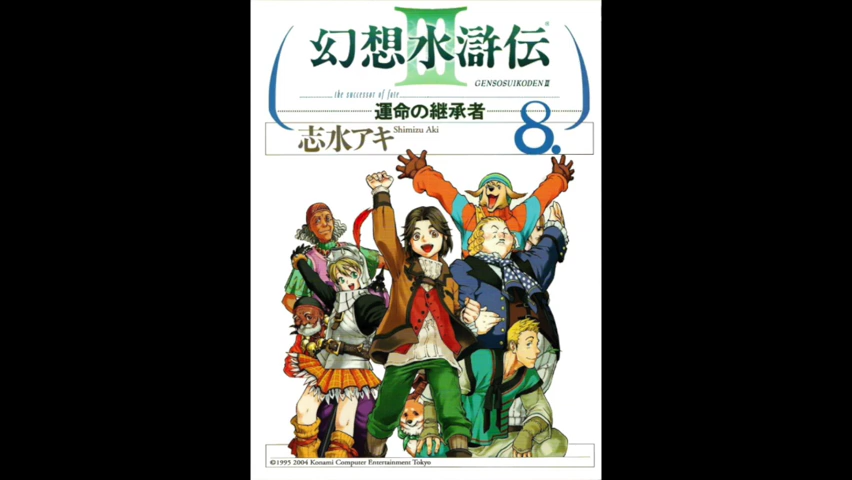 幻想水滸伝
III
GENSOSUIKODEN III
the successor of fate
運命の継承者
志水アキ Shimizu Aki 8.
©1995 2004 Konami Computer Entertainment Tokyo